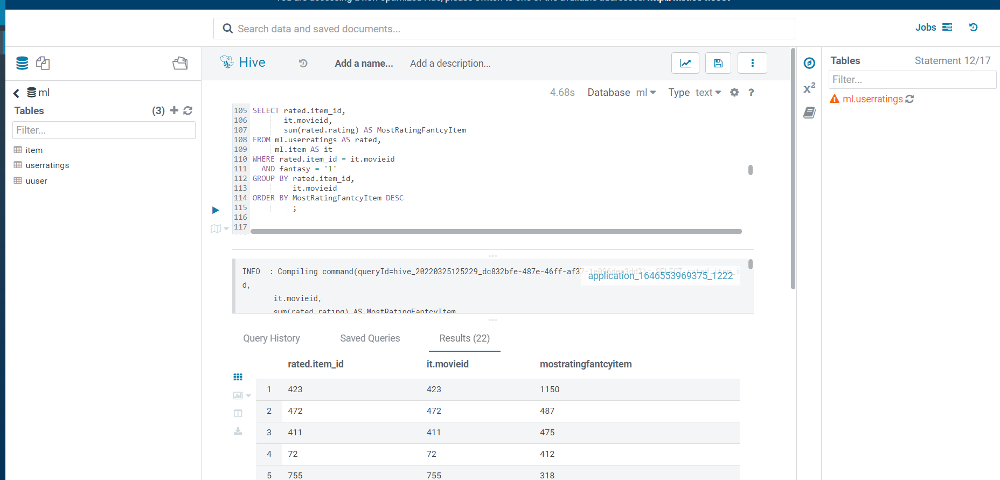 Search data and saved documents...
Jobs
Hive
Add a name...
Add a description...
Tables
Statement 12/17
Filter...
ml.userratings
x2
ml
Tables
(3)
Filter...
item
userratings
uuser
4.68s
Database ml
Type text
?
105 SELECT rated.item_id,
106 it.movieid,
107 sum(rated.rating) AS MostRatingFantcyItem
108 FROM ml.userratings AS rated,
109 ml.item AS it
110 WHERE rated.item_id = it.movieid
111 AND fantasy = '1'
112 GROUP BY rated.item_id,
113 it.movieid
114 ORDER BY MostRatingFantcyItem DESC
115 ;
116
117
INFO : Compiling command(queryId=hive_20220325125229_dc832bfe-487e-46ff-af37-1e096dea3dd2): SELECT rated.item_i
application_1646553969375_1222
d,
it.movieid,
sum(rated.rating) AS MostRatingFantcyItem
Query History
Saved Queries
Results (22)
rated.item_id it.movieid mostratingfantcyitem
1 423 423 1150
2 472 472 487
3 411 411 475
4 72 72 412
5 755 755 318